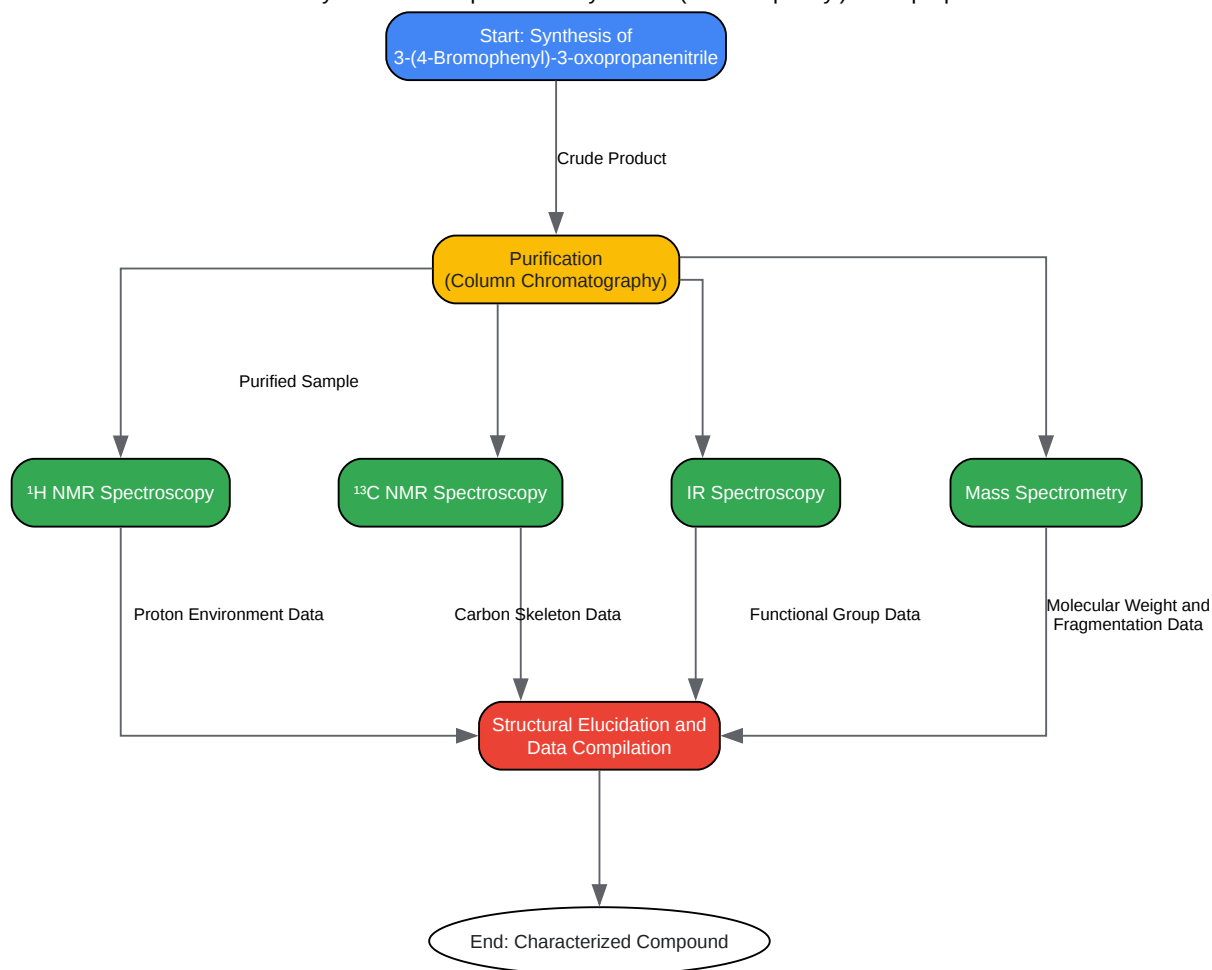 Start: Synthesis of
3-(4-Bromophenyl)-3-oxopropanenitrile
Crude Product
Purification
(Column Chromatography)
Purified Sample
¹H NMR Spectroscopy
¹³C NMR Spectroscopy
IR Spectroscopy
Mass Spectrometry
Proton Environment Data
Carbon Skeleton Data
Functional Group Data
Molecular Weight and
Fragmentation Data
Structural Elucidation and
Data Compilation
End: Characterized Compound